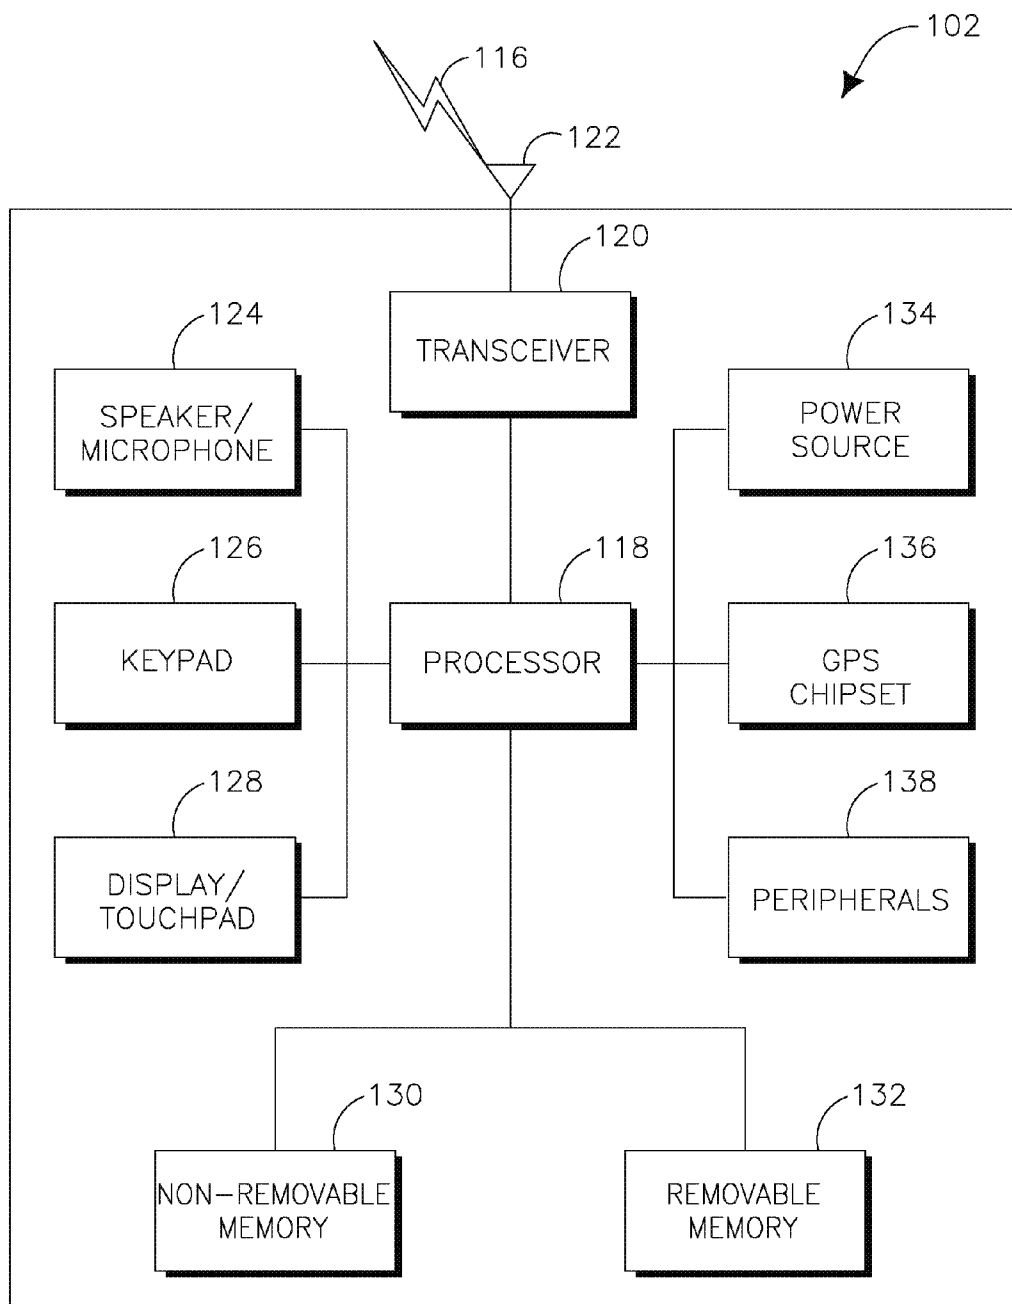 102
116
122
120
TRANSCEIVER
124
SPEAKER/
MICROPHONE
134
POWER
SOURCE
126
KEYPAD
118
PROCESSOR
136
GPS
CHIPSET
128
DISPLAY/
TOUCHPAD
138
PERIPHERALS
130
NON-REMOVABLE
MEMORY
132
REMOVABLE
MEMORY